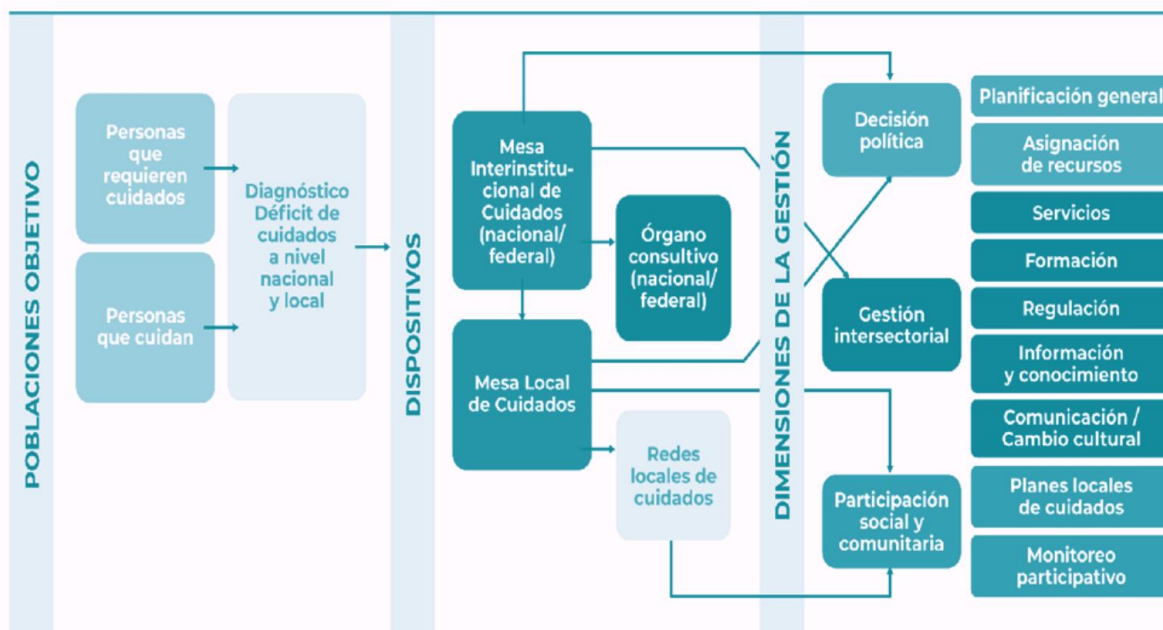 POBLACIONES OBJETIVO
Personas
que
requieren
cuidados
Personas
que cuidan
Diagnóstico
Déficit de
cuidados
a nivel
nacional
y local
DISPOSITIVOS
Mesa
Interinstitu-
cional de
Cuidados
(nacional/
federal)
Órgano
consultivo
(nacional/
federal)
Mesa Local
de Cuidados
Redes
locales de
cuidados
DIMENSIONES DE LA GESTIÓN
Decisión
política
Gestión
intersectorial
Participación
social y
comunitaria
Planificación general
Asignación
de recursos
Servicios
Formación
Regulación
Información
y conocimiento
Comunicación /
Cambio cultural
Planes locales
de cuidados
Monitoreo
participativo